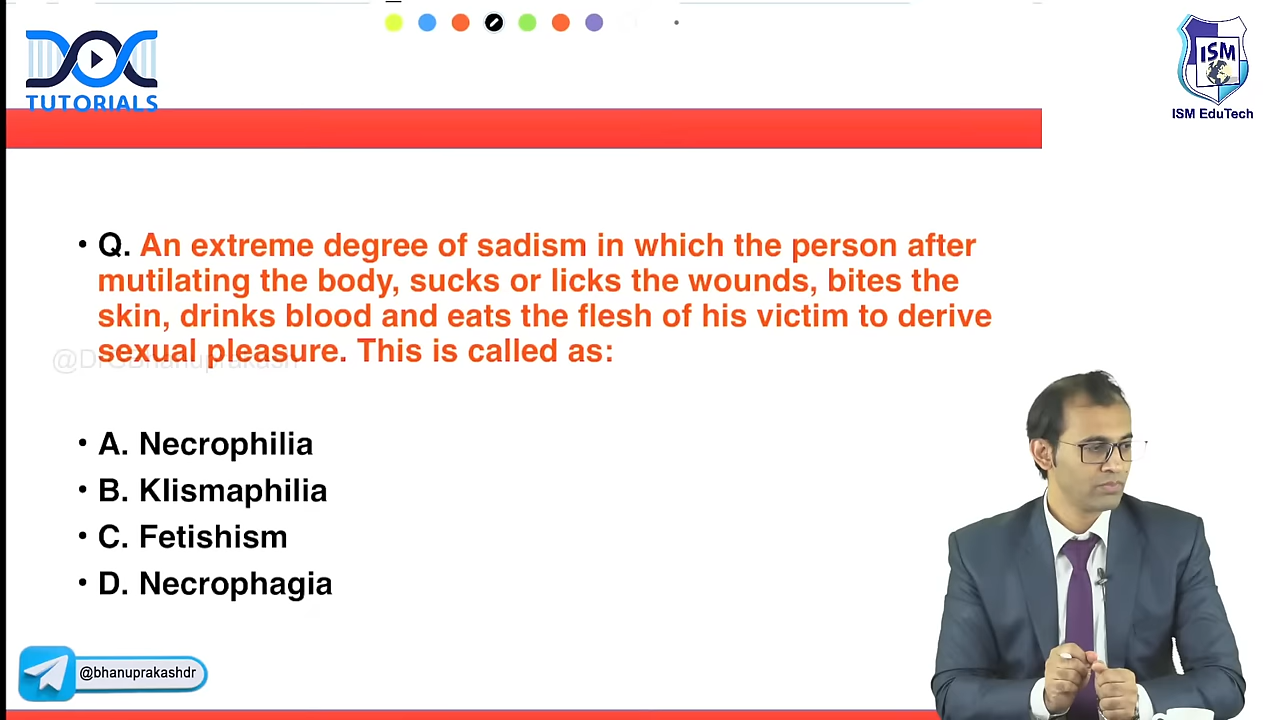 TUTORIALS
ISM
ISM EduTech
• Q. An extreme degree of sadism in which the person after
mutilating the body, sucks or licks the wounds, bites the
skin, drinks blood and eats the flesh of his victim to derive
sexual pleasure. This is called as:
• A. Necrophilia
• B. Klismaphilia
• C. Fetishism
• D. Necrophagia
@bhanuprakashdr